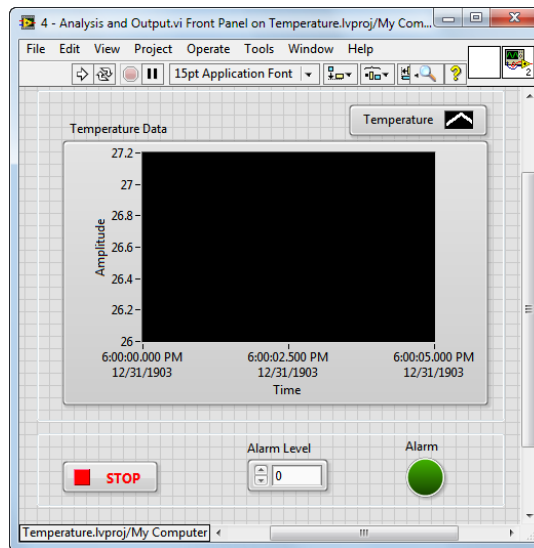 4 - Analysis and Output.vi Front Panel on Temperature.lvproj/My Com...
File Edit View Project Operate Tools Window Help
15pt Application Font
2
Temperature
Temperature Data
27.2
27
26.8
26.6
26.4
26.2
26
Amplitude
6:00:00.000 PM 6:00:02.500 PM 6:00:05.000 PM
12/31/1903 12/31/1903 12/31/1903
Time
Alarm Level
Alarm
STOP
0
Temperature.lvproj/My Computer